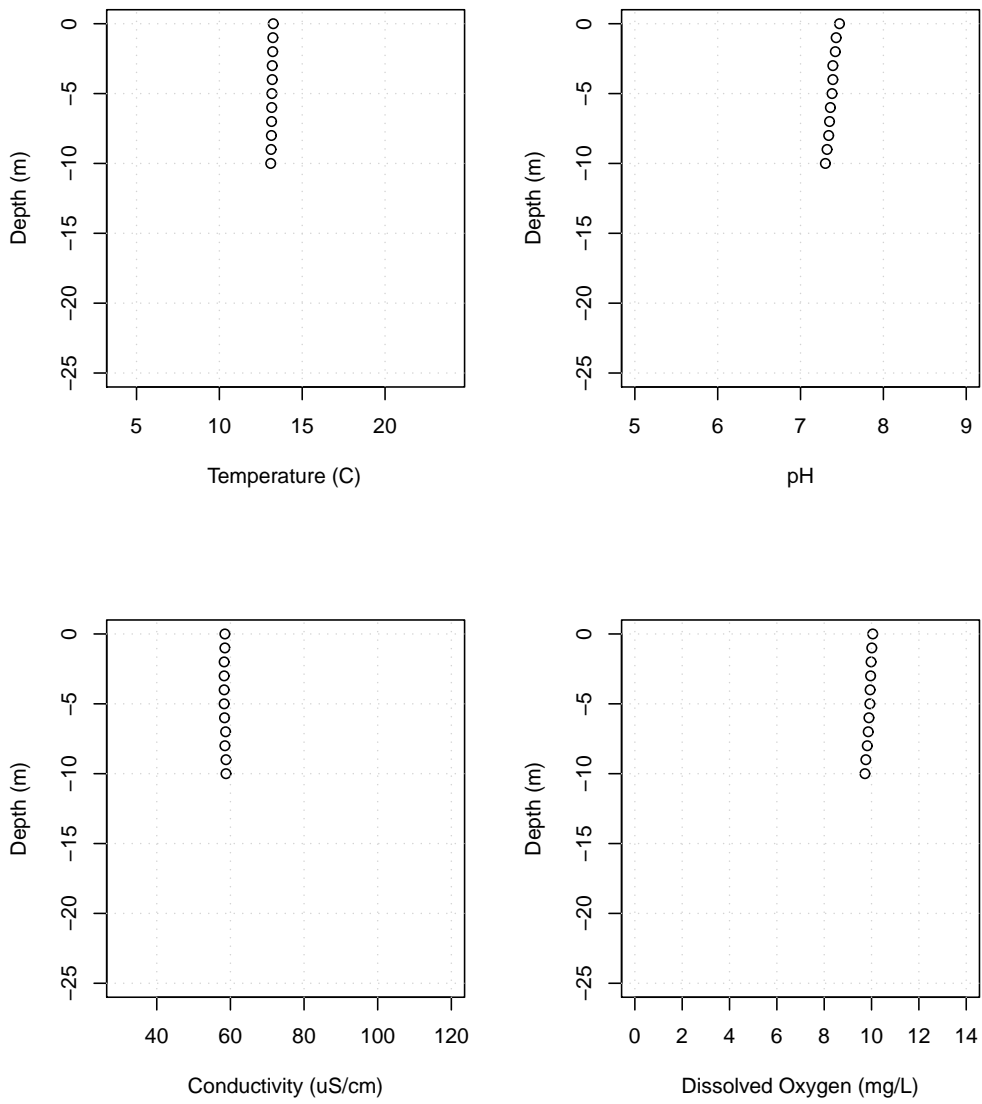 0
−5
−10
−15
−20
−25
Depth (m)
5 10 15 20
Temperature (C)
0
−5
−10
−15
−20
−25
Depth (m)
5 6 7 8 9
pH
0
−5
−10
−15
−20
−25
Depth (m)
40 60 80 100 120
Conductivity (uS/cm)
0
−5
−10
−15
−20
−25
Depth (m)
0 2 4 6 8 10 12 14
Dissolved Oxygen (mg/L)